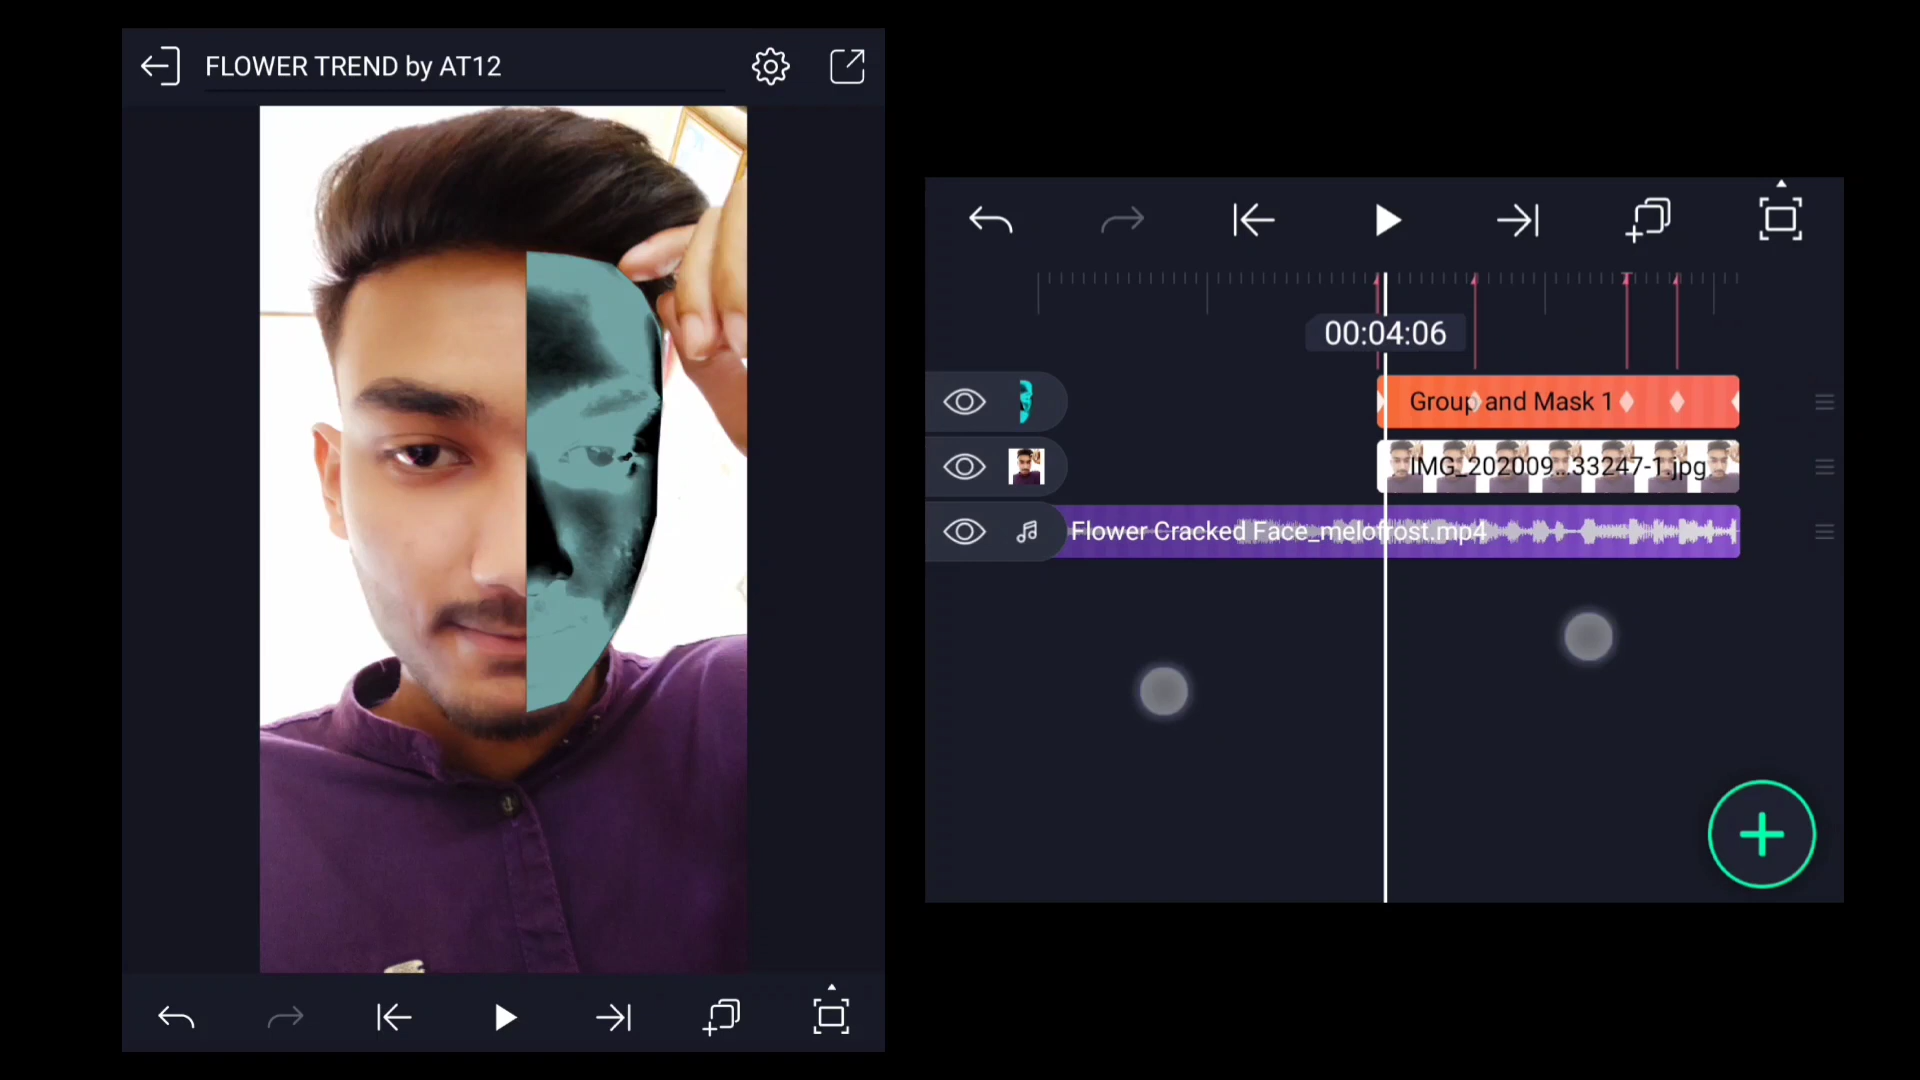 FLOWER TREND by AT12
00:04:06
Group and Mask 1
IMG_202009...33247-1.jpg
Flower Cracked Face_melofrost.mp4